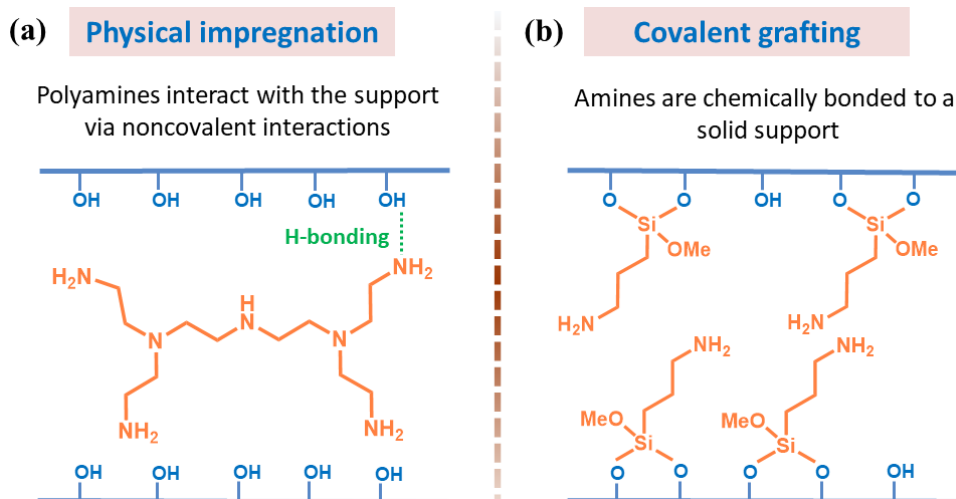 (a) Physical impregnation
Polyamines interact with the support
via noncovalent interactions
OH OH OH OH OH
H-bonding
H₂N NH₂
H
N N N
NH₂ NH₂
OH OH OH OH OH
(b) Covalent grafting
Amines are chemically bonded to a
solid support
O O OH O O
Si Si
OMe OMe
H₂N H₂N
NH₂ NH₂
MeO MeO
Si Si
O O O O OH